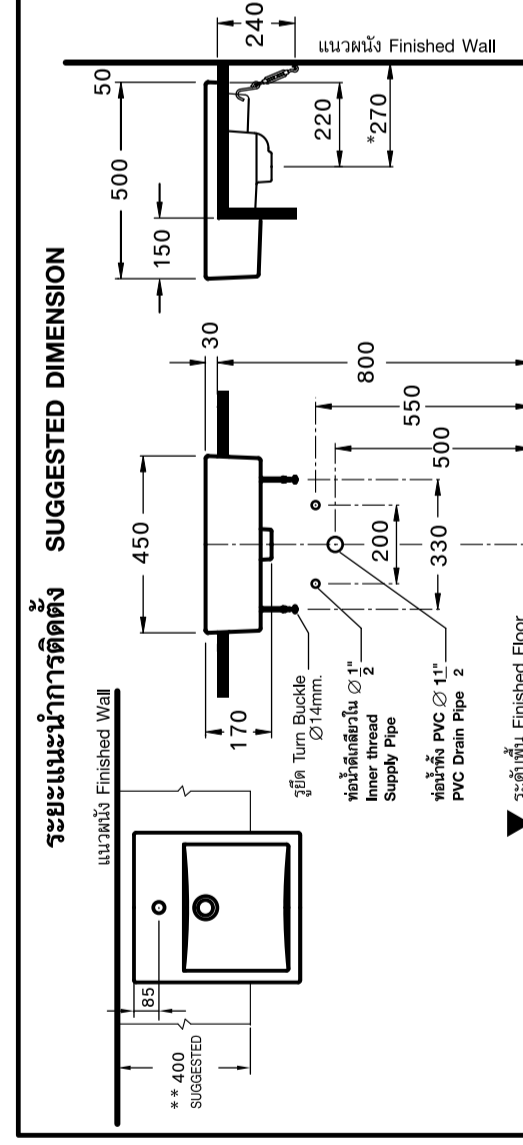 ระยะแนะนำการติดตั้ง SUGGESTED DIMENSION
แนวผนัง Finished Wall
85
** 400
SUGGESTED
450
30
170
800
550
500
200
330
รูยึด Turn Buckle
Ø14mm.
ท่อน้ำดีเกลียวใน Ø 1"/2
Inner thread
Supply Pipe
ท่อน้ำทิ้ง PVC Ø 1 1"/2
PVC Drain Pipe
ระดับพื้น Finished Floor
50
500
150
240
แนวผนัง Finished Wall
220
*270